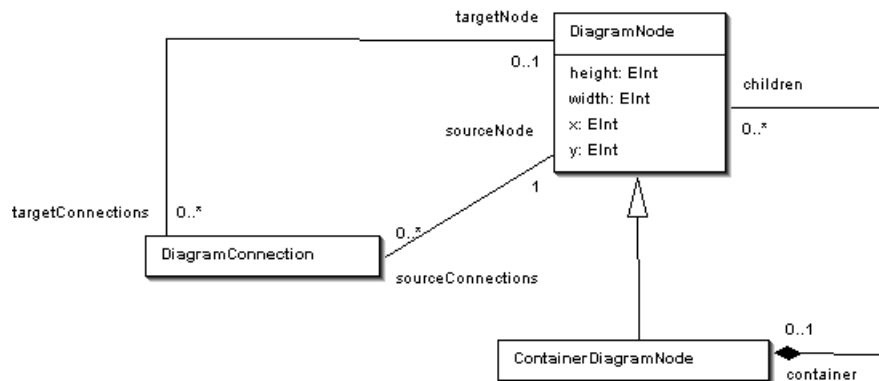 targetNode
DiagramNode
0..1
height: EInt
width: EInt
x: EInt
y: EInt
children
0..*
sourceNode
1
targetConnections
0..*
0..*
DiagramConnection
sourceConnections
0..1
ContainerDiagramNode
container